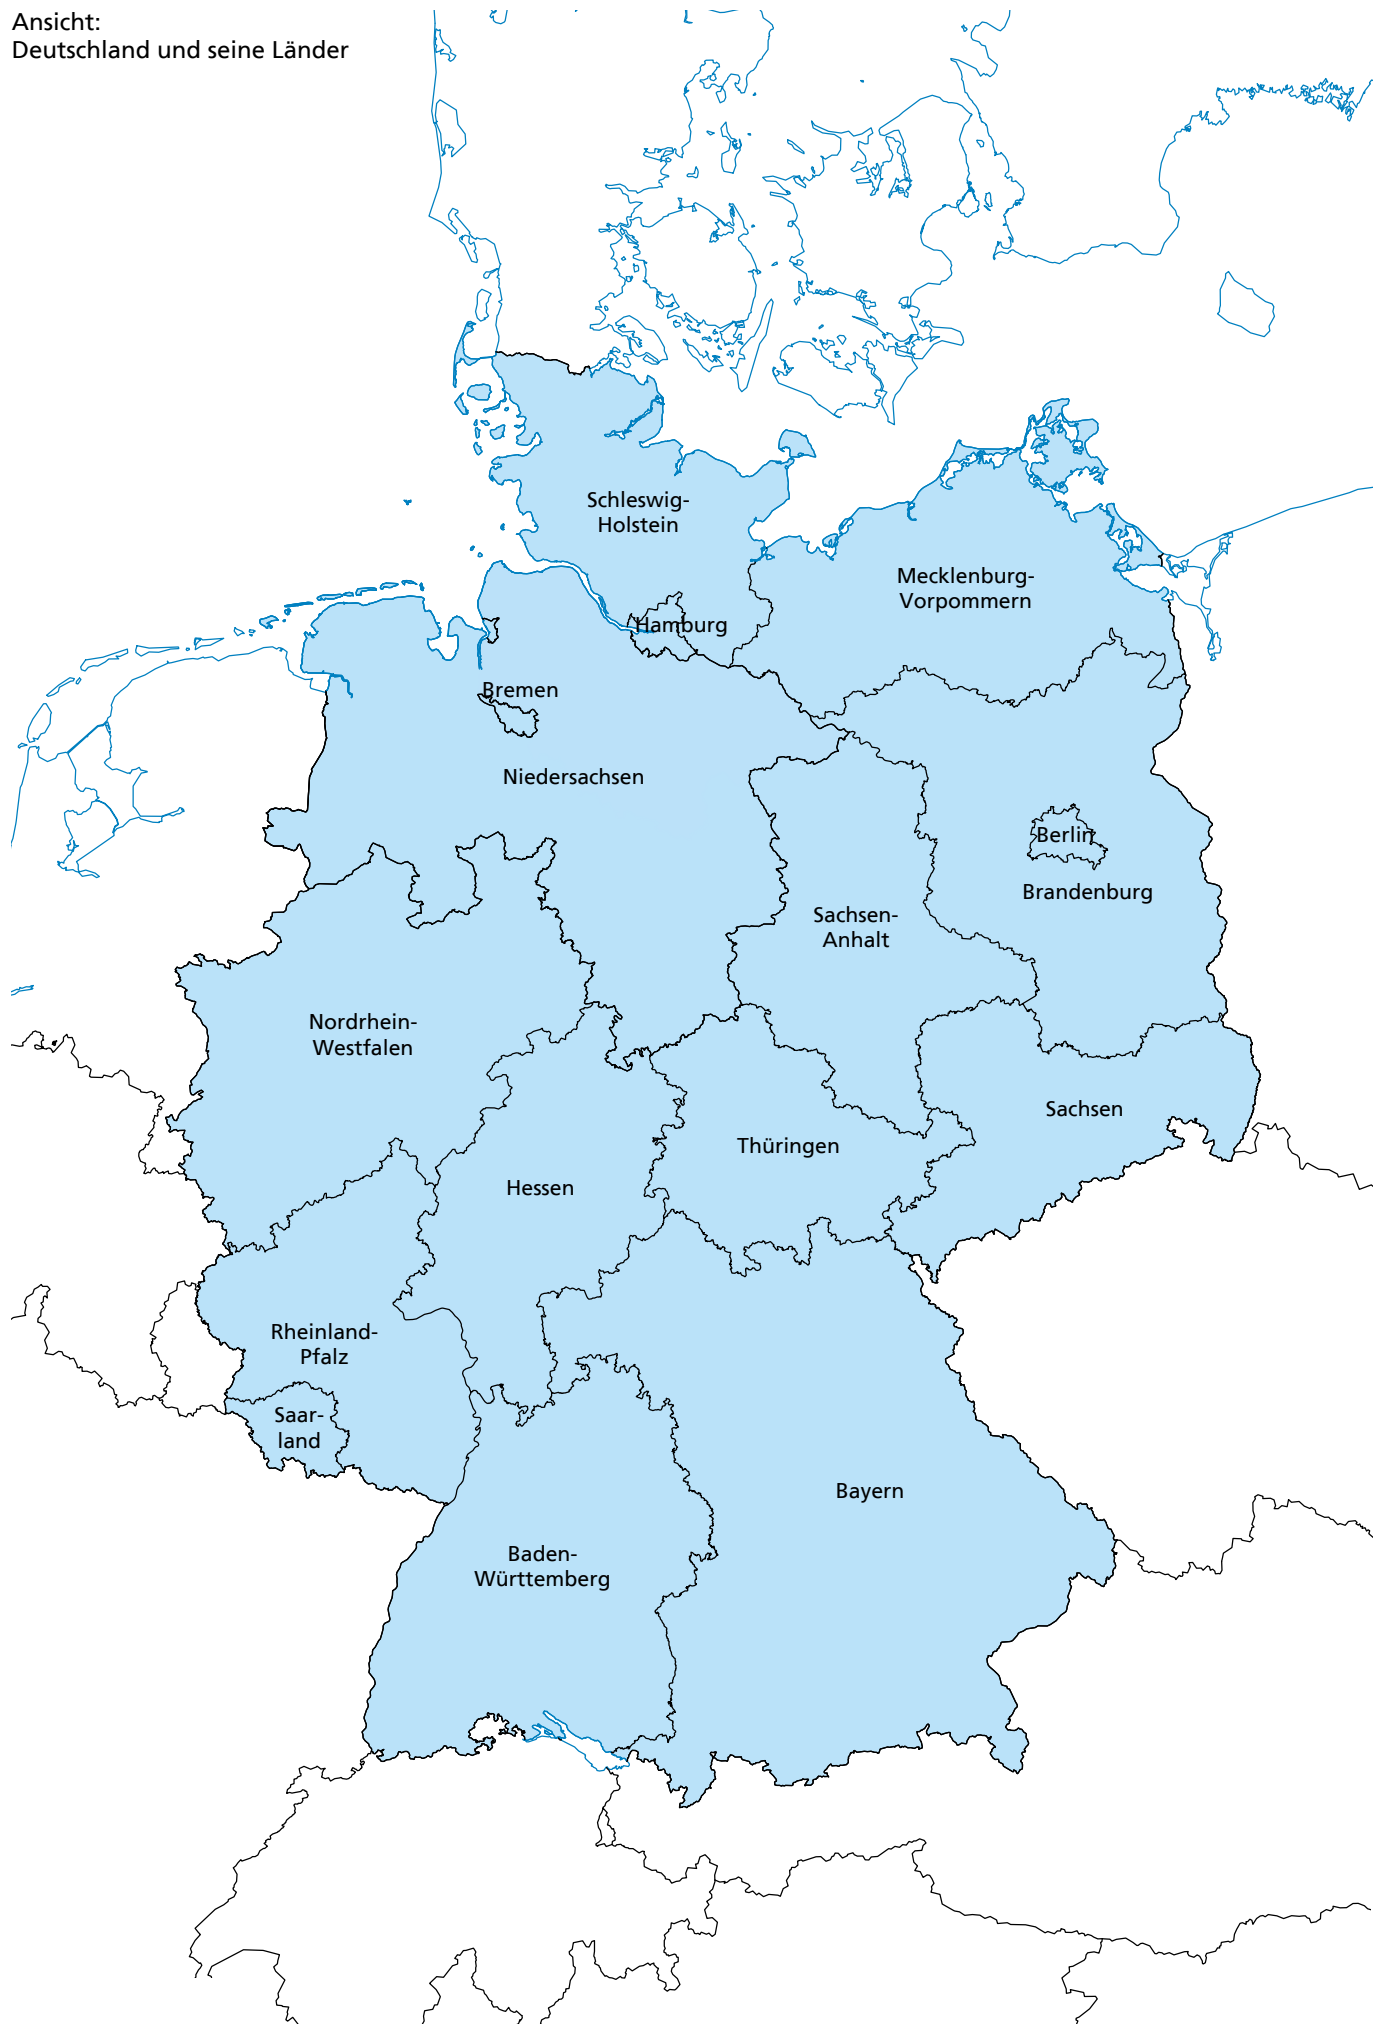 Ansicht:
Deutschland und seine Länder
Schleswig-
Holstein
Mecklenburg-
Vorpommern
Hamburg
Bremen
Niedersachsen
Berlin
Brandenburg
Sachsen-
Anhalt
Nordrhein-
Westfalen
Sachsen
Thüringen
Hessen
Rheinland-
Pfalz
Saar-
land
Bayern
Baden-
Württemberg